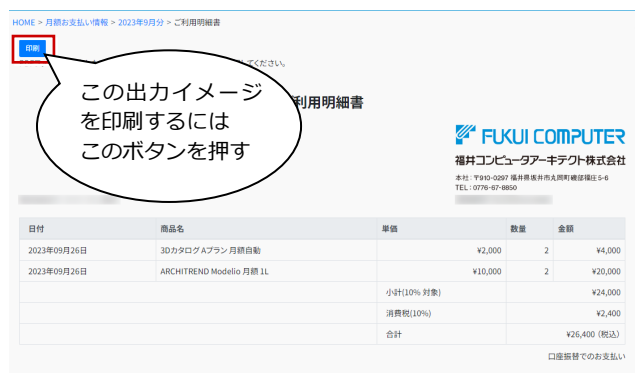 HOME > 月額お支払い情報 > 2023年9月分 > ご利用明細書
印刷
てください。
この出力イメージ
を印刷するには
このボタンを押す
利用明細書
FUKUI COMPUTER
福井コンピュータアーキテクト株式会社
本社：〒910-0297 福井県坂井市丸岡町磯部福庄5-6
TEL：0776-67-8850
日付 商品名 単価 数量 金額
2023年09月26日 3Dカタログ Aプラン 月額自動 ¥2,000 2 ¥4,000
2023年09月26日 ARCHITREND Modelio 月額 1L ¥10,000 2 ¥20,000
小計(10% 対象) ¥24,000
消費税(10%) ¥2,400
合計 ¥26,400（税込）
口座振替でのお支払い